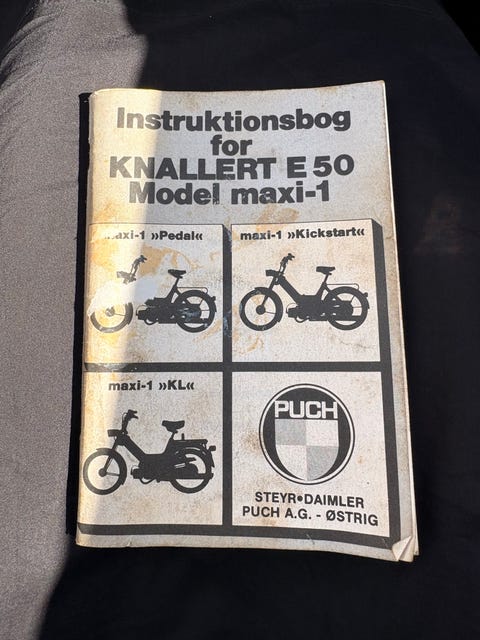 Instruktionsbog
for
KNALLERT E 50
Model maxi-1
maxi-1 »Pedal«
maxi-1 »Kickstart«
maxi-1 »KL«
PUCH
STEYR•DAIMLER
PUCH A.G. - ØSTRIG